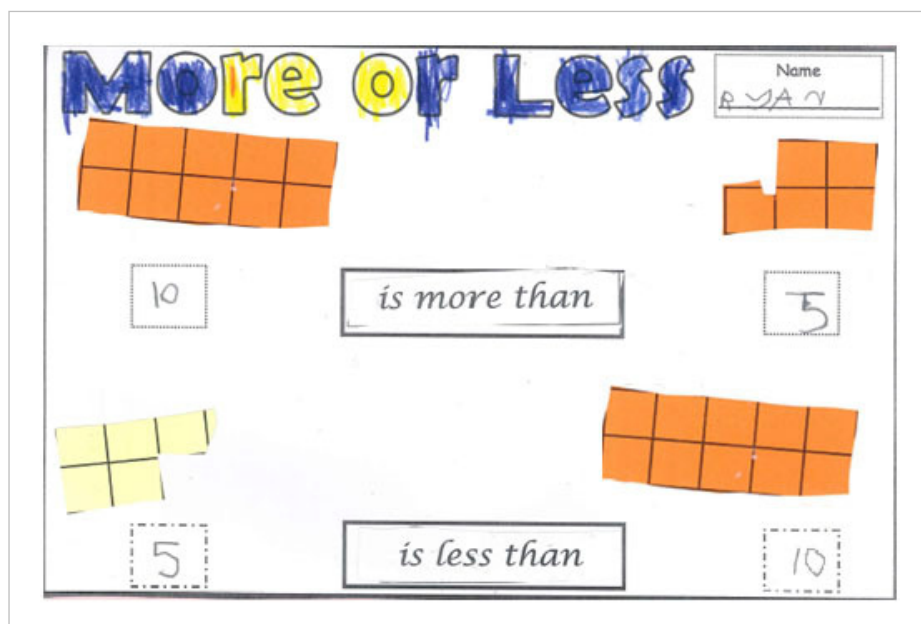 More or Less
Name
RYAN
10
is more than
5
5
is less than
10